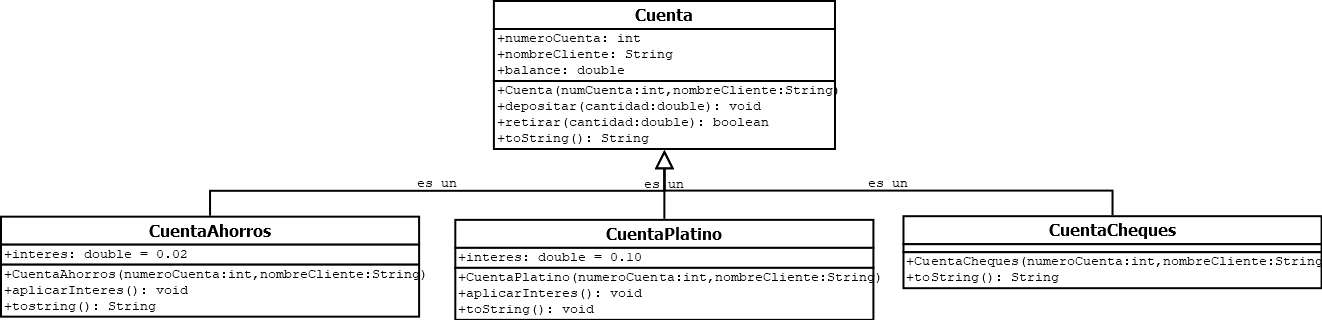 Cuenta
+numeroCuenta: int
+nombreCliente: String
+balance: double
+Cuenta(numCuenta:int,nombreCliente:String)
+depositar(cantidad:double): void
+retirar(cantidad:double): boolean
+toString(): String
es un
es un
es un
CuentaAhorros
+interes: double = 0.02
+CuentaAhorros(numeroCuenta:int,nombreCliente:String)
+aplicarInteres(): void
+tostring(): String
CuentaPlatino
+interes: double = 0.10
+CuentaPlatino(numeroCuenta:int,nombreCliente:String)
+aplicarInteres(): void
+toString(): void
CuentaCheques
+CuentaCheques(numeroCuenta:int,nombreCliente:String
+toString(): String